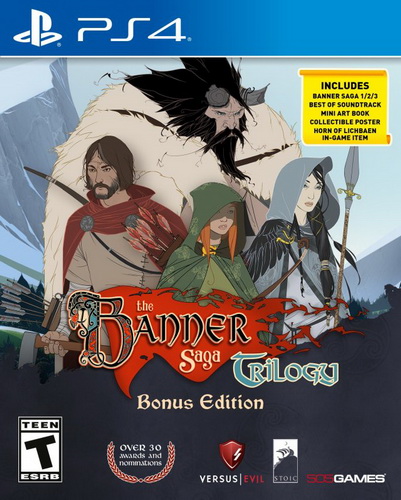 PS4
INCLUDES
BANNER SAGA 1/2/3
BEST OF SOUNDTRACK
MINI ART BOOK
COLLECTIBLE POSTER
HORN OF LICHBAEN
IN-GAME ITEM
the
BANNER
Saga
TRILOGY
Bonus Edition
TEEN
T
ESRB
OVER 30
awards and
nominations
VERSUS EVIL
STOIC
505GAMES